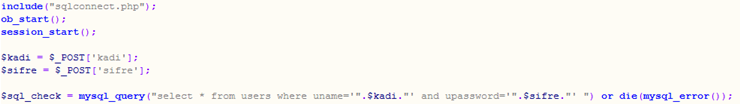 include("sqlconnect.php");
ob_start();
session_start();
$kadi = $_POST['kadi'];
$sifre = $_POST['sifre'];
$sql_check = mysql_query("select * from users where uname='".$kadi."' and upassword='".$sifre."' ") or die(mysql_error());